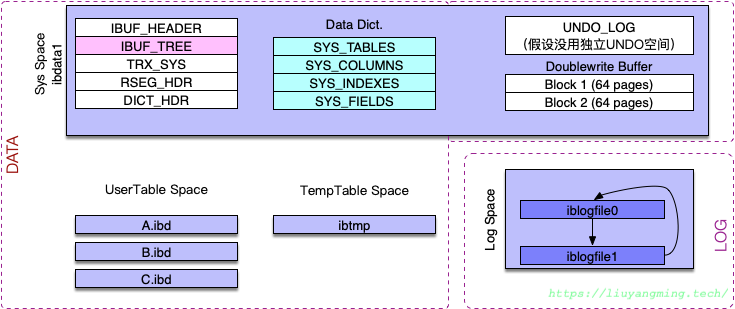 DATA
Sys Space
ibdata1
IBUF_HEADER
IBUF_TREE
TRX_SYS
RSEG_HDR
DICT_HDR
Data Dict.
SYS_TABLES
SYS_COLUMNS
SYS_INDEXES
SYS_FIELDS
UNDO_LOG
（假设没用独立UNDO空间）
Doublewrite Buffer
Block 1 (64 pages)
Block 2 (64 pages)
UserTable Space
A.ibd
B.ibd
C.ibd
TempTable Space
ibtmp
Log Space
iblogfile0
iblogfile1
LOG
https://liuyangming.tech/